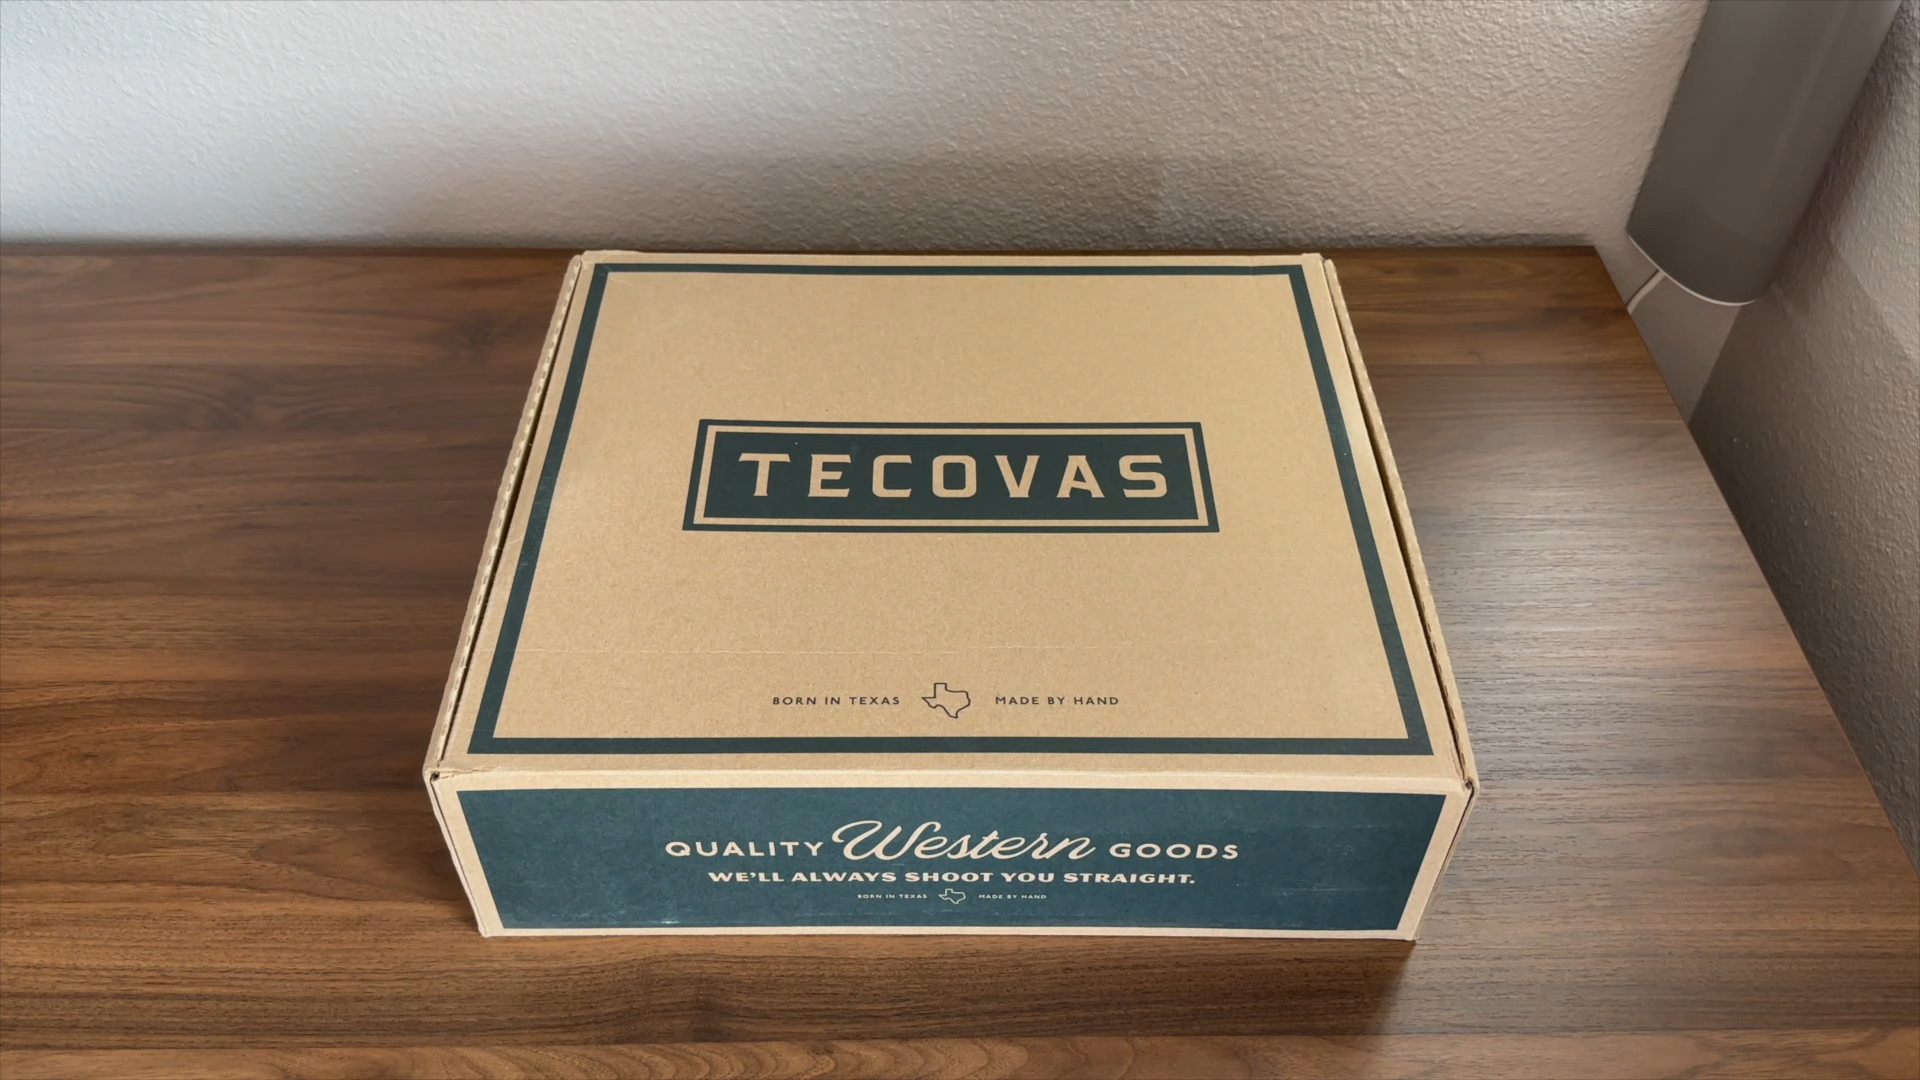 TECOVAS
BORN IN TEXAS MADE BY HAND
QUALITY Western GOODS
WE'LL ALWAYS SHOOT YOU STRAIGHT.
BORN IN TEXAS MADE BY HAND